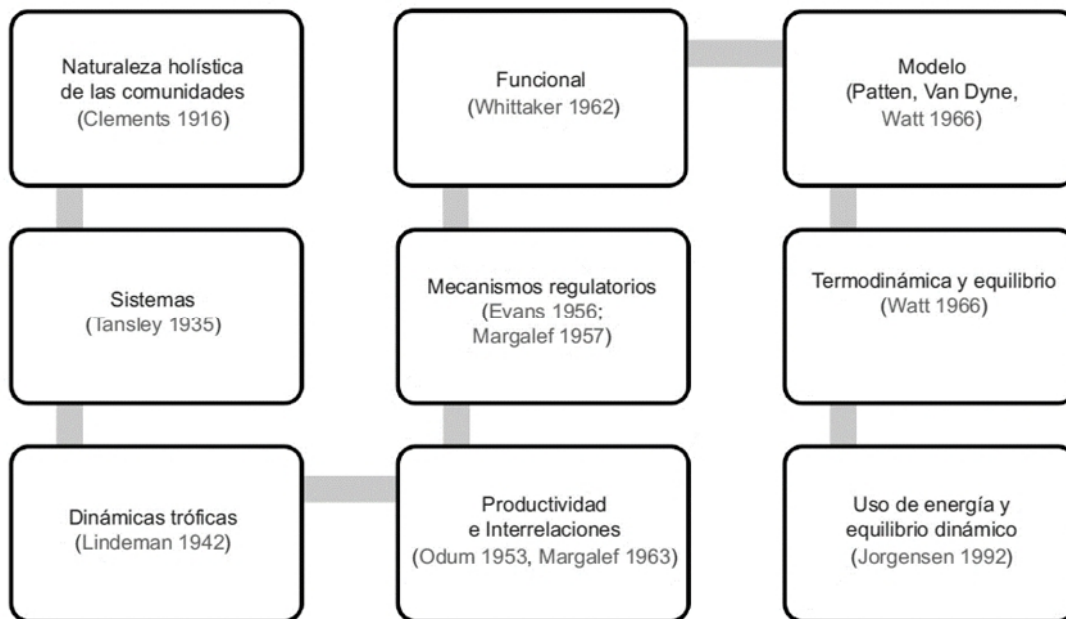 Naturaleza holística
de las comunidades
(Clements 1916)
Sistemas
(Tansley 1935)
Dinámicas tróficas
(Lindeman 1942)
Productividad
e Interrelaciones
(Odum 1953, Margalef 1963)
Mecanismos regulatorios
(Evans 1956;
Margalef 1957)
Funcional
(Whittaker 1962)
Modelo
(Patten, Van Dyne,
Watt 1966)
Termodinámica y equilibrio
(Watt 1966)
Uso de energía y
equilibrio dinámico
(Jorgensen 1992)